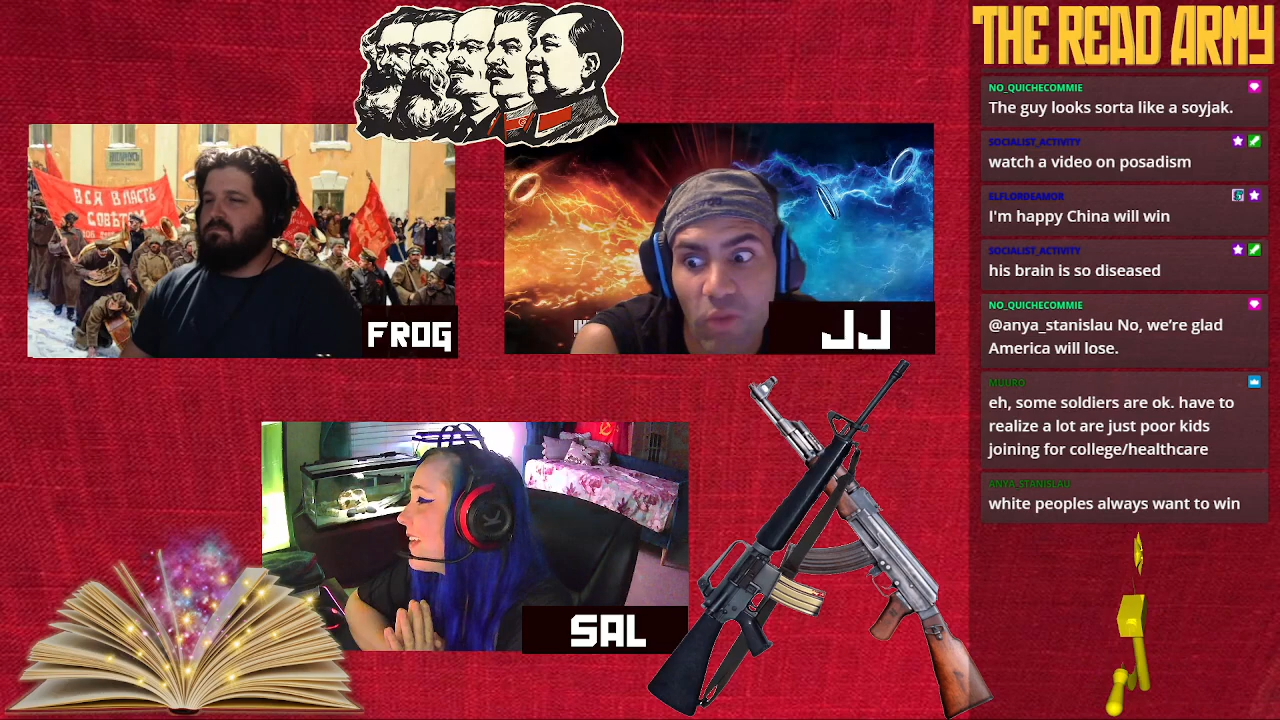 THE READ ARMY
NO_QUICHECOMMIE
The guy looks sorta like a soyjak.
SOCIALIST_ACTIVITY
watch a video on posadism
ELFLORDEAMOR
I'm happy China will win
SOCIALIST_ACTIVITY
his brain is so diseased
NO_QUICHECOMMIE
@anya_stanislau No, we’re glad
America will lose.
MUURO
eh, some soldiers are ok. have to
realize a lot are just poor kids
joining for college/healthcare
ANYA_STANISLAU
white peoples always want to win
ВСЯ ВЛАСТЬ
СОВѢТАМ
FROG
JJ
SAL